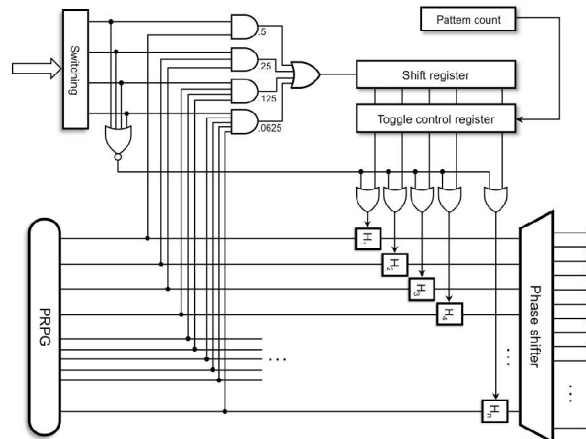 Switching
Pattern count
.5
.25
.125
.0625
Shift register
Toggle control register
H1
H2
H3
H4
Hn
PRPG
Phase shifter